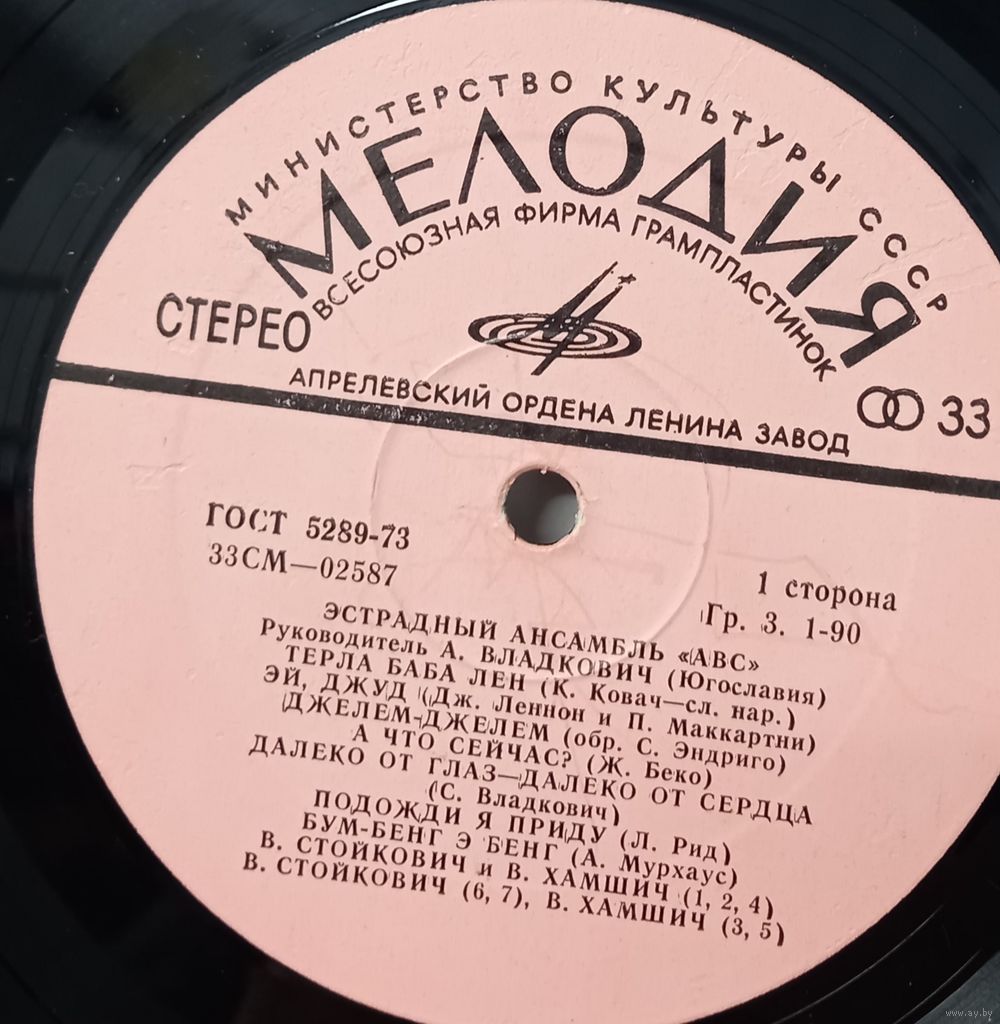 МИНИСТЕРСТВО КУЛЬТУРЫ СССР
МЕЛОДИЯ
ВСЕСОЮЗНАЯ ФИРМА ГРАМПЛАСТИНОК
СТЕРЕО
33
АПРЕЛЕВСКИЙ ОРДЕНА ЛЕНИНА ЗАВОД
ГОСТ 5289-73
33СМ—02587
1 сторона
Гр. 3. 1-90
ЭСТРАДНЫЙ АНСАМБЛЬ «АВС»
Руководитель А. ВЛАДКОВИЧ (Югославия)
ТЕРЛА БАБА ЛЕН (К. Ковач—сл. нар.)
ЭЙ, ДЖУД (Дж. Леннон и П. Маккартни)
ДЖЕЛЕМ-ДЖЕЛЕМ (обр. С. Эндриго)
А ЧТО СЕЙЧАС? (Ж. Беко)
ДАЛЕКО ОТ ГЛАЗ—ДАЛЕКО ОТ СЕРДЦА
(С. Владкович)
ПОДОЖДИ Я ПРИДУ (Л. Рид)
БУМ-БЕНГ Э БЕНГ (А. Мурхаус)
В. СТОЙКОВИЧ и В. ХАМШИЧ (1, 2, 4)
В. СТОЙКОВИЧ (6, 7), В. ХАМШИЧ (3, 5)
www.ay.by